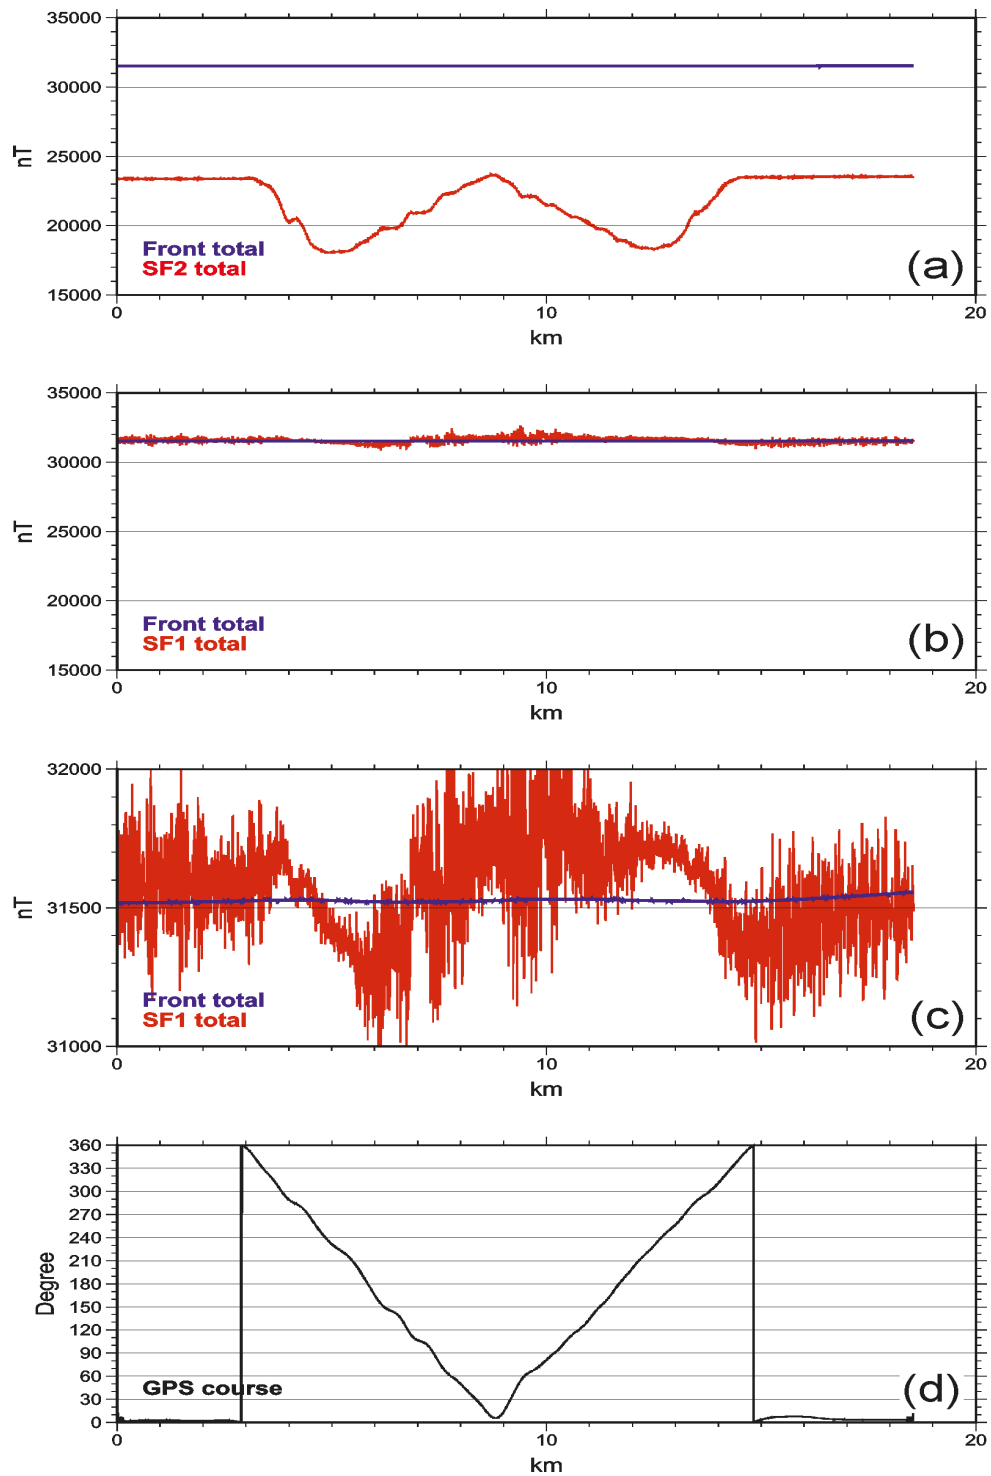 35000
30000
25000
20000
15000
nT
Front total
SF2 total
(a)
0 10 20
km
35000
30000
25000
20000
15000
nT
Front total
SF1 total
(b)
0 10 20
km
32000
31500
31000
nT
Front total
SF1 total
(c)
0 10 20
km
360
330
300
270
240
210
180
150
120
90
60
30
0
Degree
GPS course
(d)
0 10 20
km